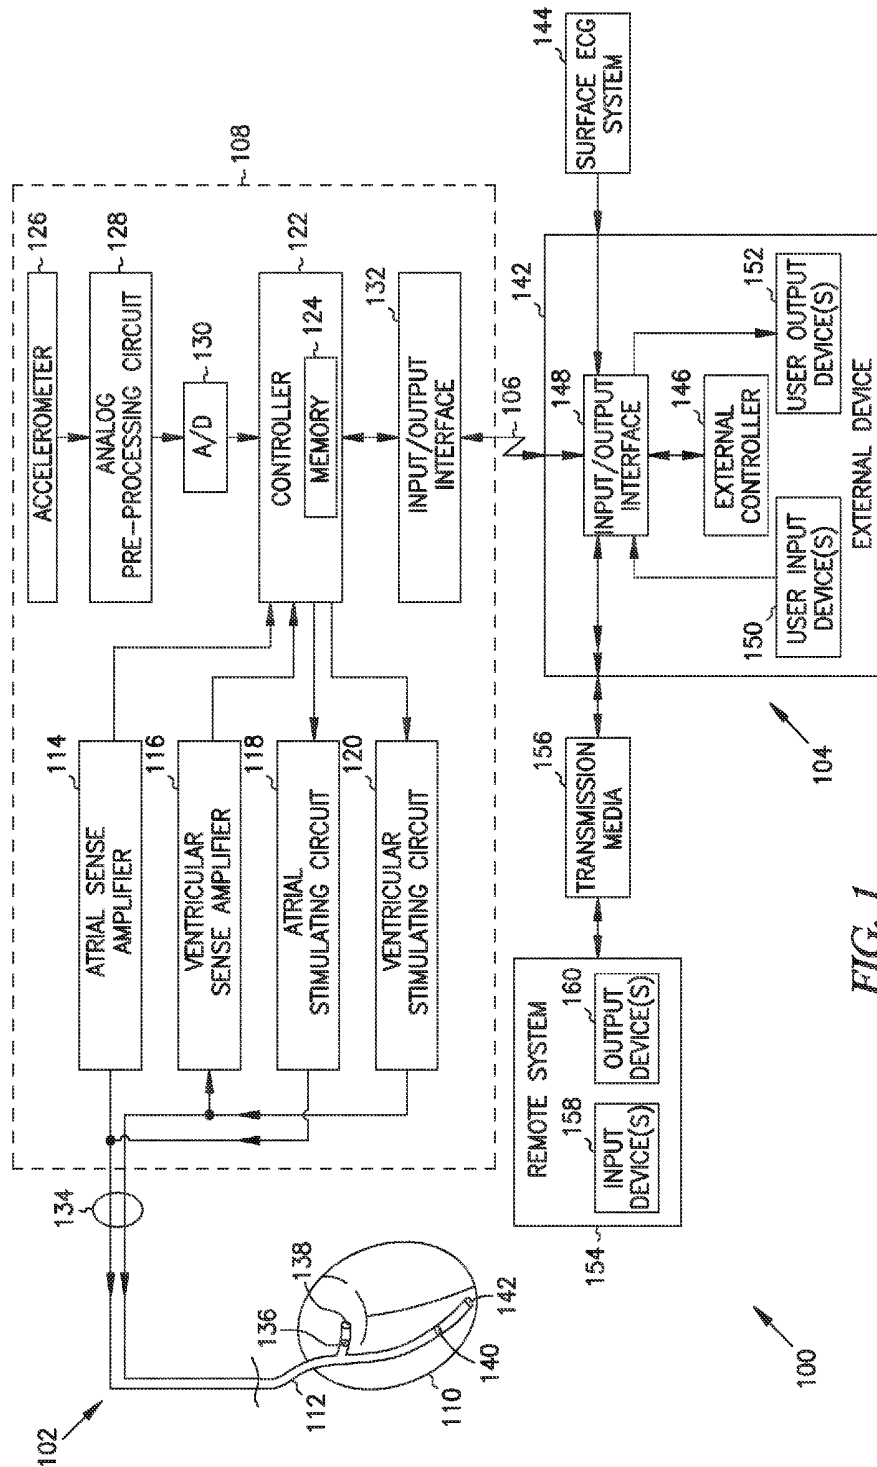 102
134
108
114
ATRIAL SENSE
AMPLIFIER
116
VENTRICULAR
SENSE AMPLIFIER
118
ATRIAL
STIMULATING CIRCUIT
120
VENTRICULAR
STIMULATING CIRCUIT
126
ACCELEROMETER
128
ANALOG
PRE-PROCESSING CIRCUIT
130
A/D
122
CONTROLLER
124
MEMORY
132
INPUT/OUTPUT
INTERFACE
106
112
136
138
110
140
142
154
REMOTE SYSTEM
158
INPUT
DEVICE(S)
160
OUTPUT
DEVICE(S)
156
TRANSMISSION
MEDIA
142
148
INPUT/OUTPUT
INTERFACE
146
EXTERNAL
CONTROLLER
150
USER INPUT
DEVICE(S)
152
USER OUTPUT
DEVICE(S)
EXTERNAL DEVICE
144
SURFACE ECG
SYSTEM
100
104
FIG. 1